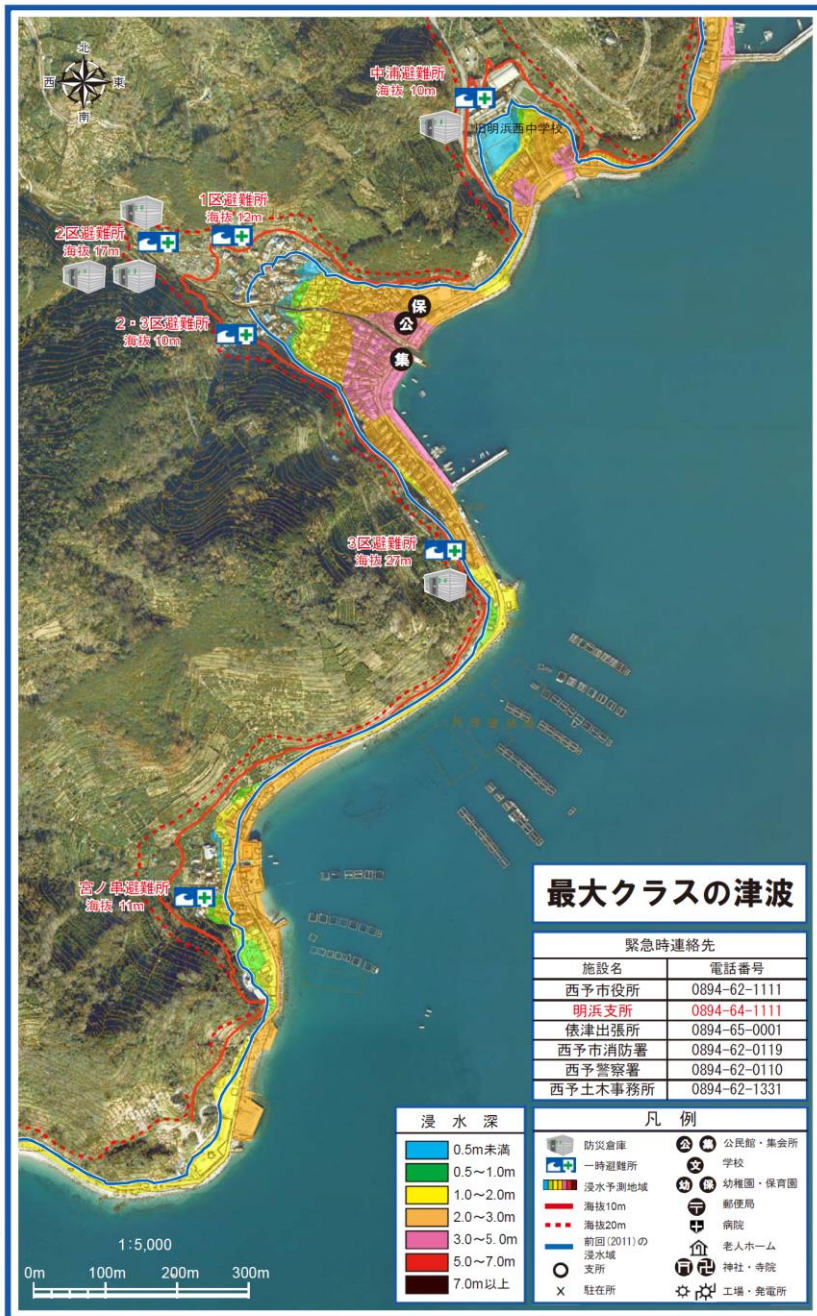 北
西
東
南
中浦避難所
海抜 10m
旧明浜西中学校
1区避難所
海抜 12m
2区避難所
海抜 17m
2・3区避難所
海抜 10m
保
公
集
3区避難所
海抜 27m
宮ノ串避難所
海抜 11m
最大クラスの津波
緊急時連絡先
施設名 電話番号
西予市役所 0894-62-1111
明浜支所 0894-64-1111
俵津出張所 0894-65-0001
西予市消防署 0894-62-0119
西予警察署 0894-62-0110
西予土木事務所 0894-62-1331
浸水深
0.5m未満
0.5～1.0m
1.0～2.0m
2.0～3.0m
3.0～5.0m
5.0～7.0m
7.0m以上
凡例
防災倉庫
一時避難所
浸水予測地域
海抜10m
海抜20m
前回(2011)の
浸水域
支所
駐在所
公 集 公民館・集会所
文 学校
幼 保 幼稚園・保育園
郵便局
病院
老人ホーム
神社・寺院
工場・発電所
1:5,000
0m 100m 200m 300m